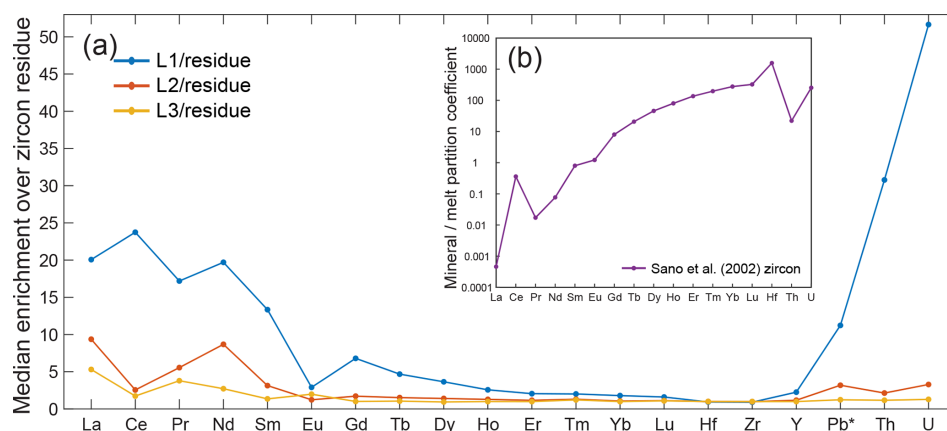 Median enrichment over zircon residue
50
45
40
35
30
25
20
15
10
5
0
(a)
L1/residue
L2/residue
L3/residue
La Ce Pr Nd Sm Eu Gd Tb Dy Ho Er Tm Yb Lu Hf Zr Y Pb* Th U
(b)
Mineral / melt partition coefficient
10000
1000
100
10
1
0.1
0.01
0.001
0.0001
Sano et al. (2002) zircon
La Ce Pr Nd Sm Eu Gd Tb Dy Ho Er Tm Yb Lu Hf Th U